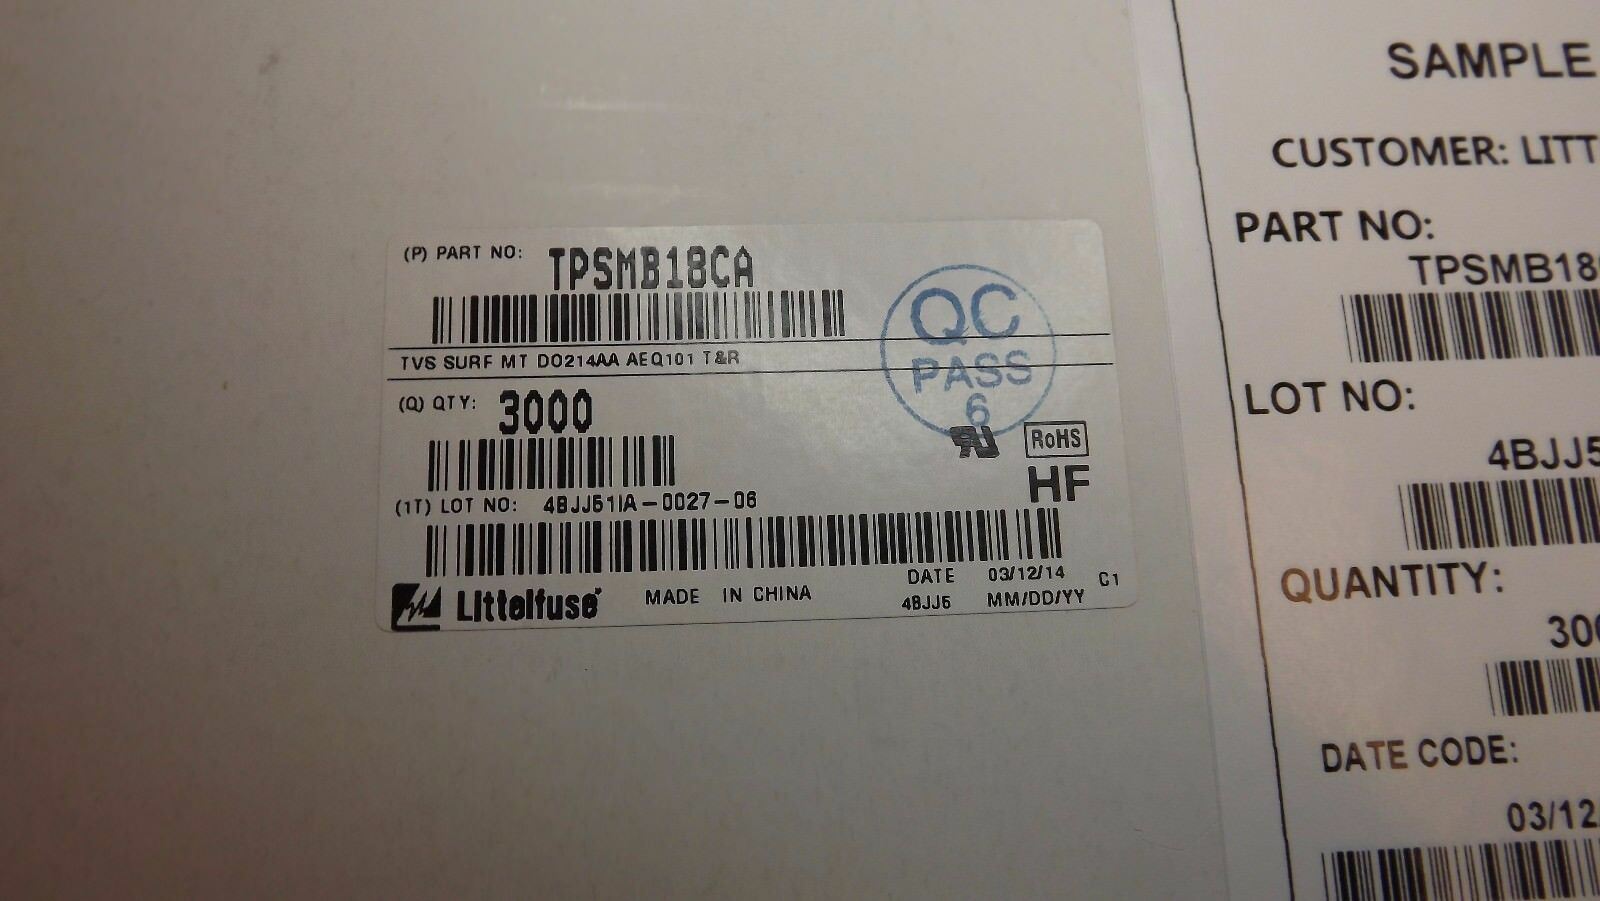 (P) PART NO: TPSMB18CA
TVS SURF MT DO214AA AEQ101 T&R
(Q) QTY: 3000
(1T) LOT NO: 4BJJ51IA-0027-06
Littelfuse
MADE IN CHINA
DATE 03/12/14 C1
4BJJ5 MM/DD/YY
QC
PASS
6
RoHS
HF
SAMPLE
CUSTOMER: LITT
PART NO:
TPSMB18
LOT NO:
4BJJ5
QUANTITY:
300
DATE CODE:
03/12